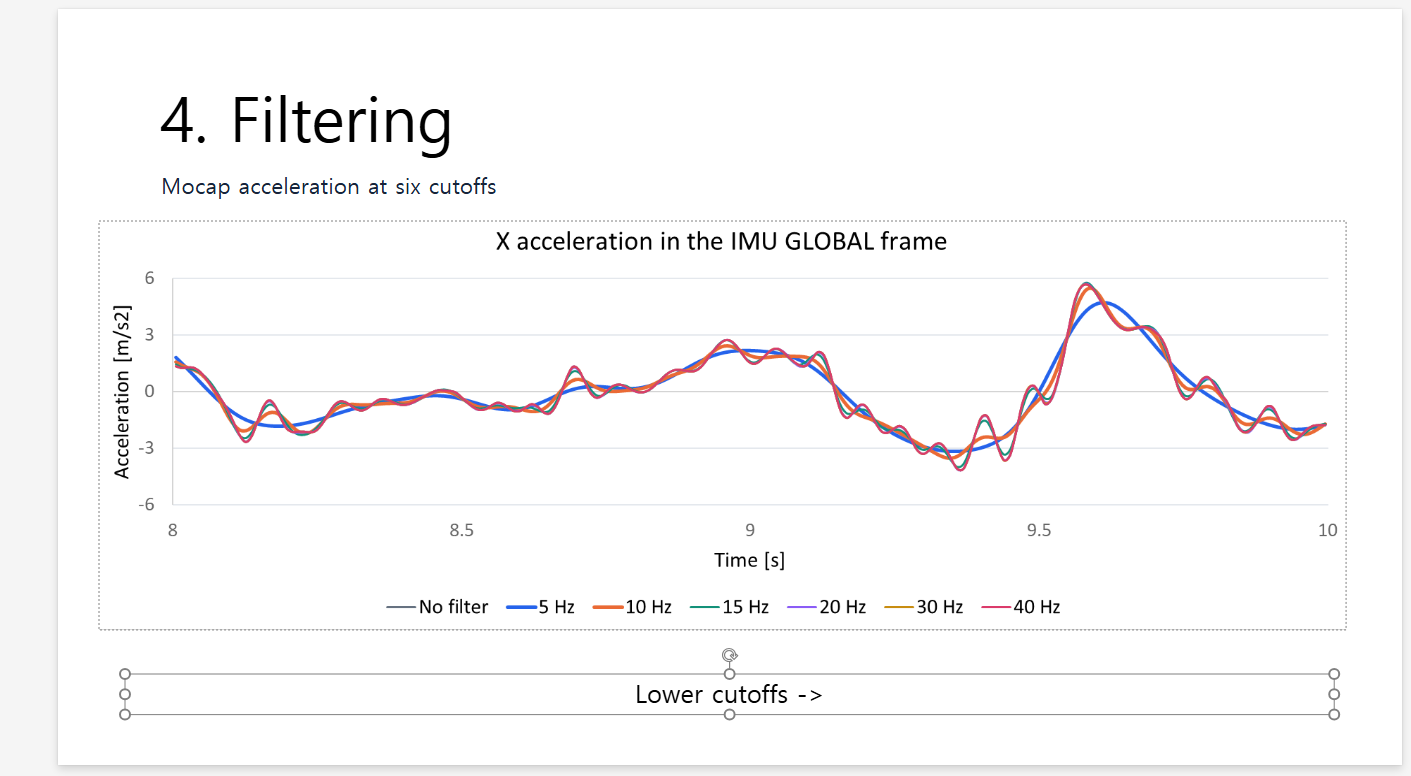 4. Filtering
Mocap acceleration at six cutoffs
X acceleration in the IMU GLOBAL frame
Acceleration [m/s2]
6
3
0
-3
-6
8 8.5 9 9.5 10
Time [s]
No filter 5 Hz 10 Hz 15 Hz 20 Hz 30 Hz 40 Hz
Lower cutoffs ->